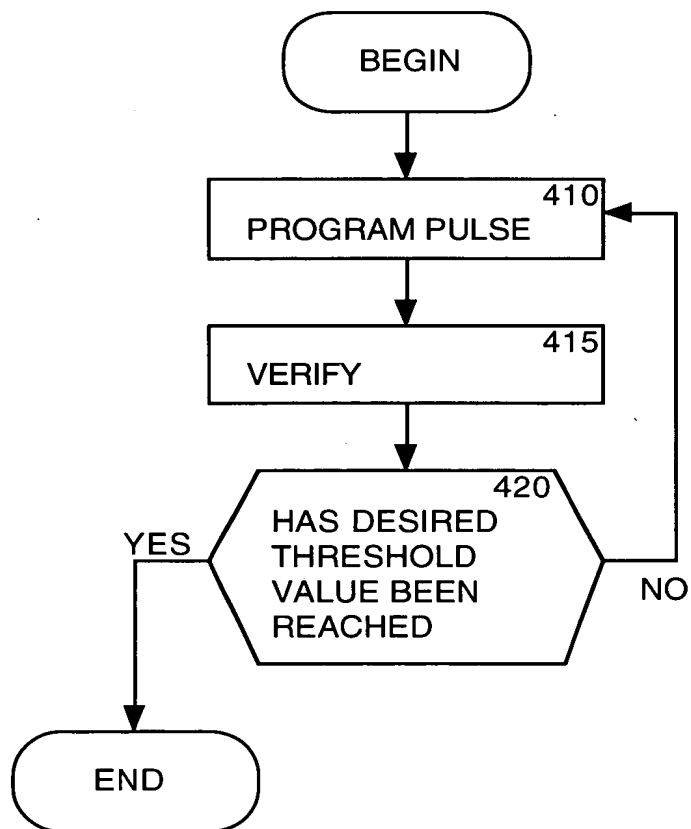 BEGIN
410
PROGRAM PULSE
415
VERIFY
420
HAS DESIRED
THRESHOLD
VALUE BEEN
REACHED
YES
NO
END